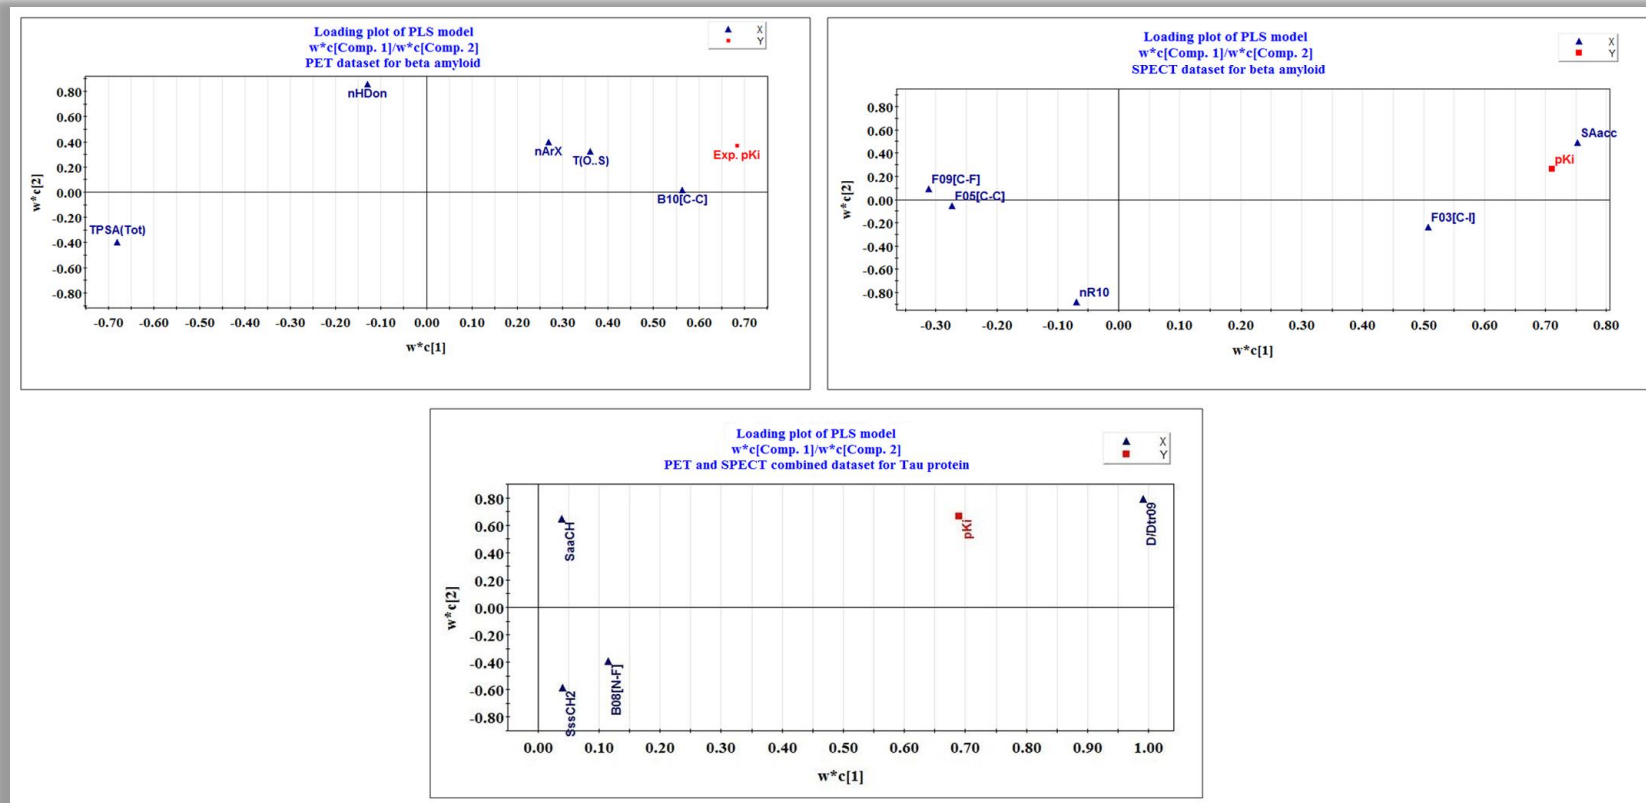 Loading plot of PLS model
w*c[Comp. 1]/w*c[Comp. 2]
PET dataset for beta amyloid
X
Y
0.80
0.60
0.40
0.20
0.00
-0.20
-0.40
-0.60
-0.80
w*c[2]
nHDon
nArX
T(O..S)
Exp. pKi
B10[C-C]
TPSA(Tot)
-0.70 -0.60 -0.50 -0.40 -0.30 -0.20 -0.10 0.00 0.10 0.20 0.30 0.40 0.50 0.60 0.70
w*c[1]
Loading plot of PLS model
w*c[Comp. 1]/w*c[Comp. 2]
SPECT dataset for beta amyloid
X
Y
0.80
0.60
0.40
0.20
0.00
-0.20
-0.40
-0.60
-0.80
w*c[2]
SAacc
pKi
F09[C-F]
F05[C-C]
F03[C-I]
nR10
-0.30 -0.20 -0.10 0.00 0.10 0.20 0.30 0.40 0.50 0.60 0.70 0.80
w*c[1]
Loading plot of PLS model
w*c[Comp. 1]/w*c[Comp. 2]
PET and SPECT combined dataset for Tau protein
X
Y
0.80
0.60
0.40
0.20
0.00
-0.20
-0.40
-0.60
-0.80
w*c[2]
SaaCH
pKi
D/Dtr09
SssCH2
B08[N-F]
0.00 0.10 0.20 0.30 0.40 0.50 0.60 0.70 0.80 0.90 1.00
w*c[1]